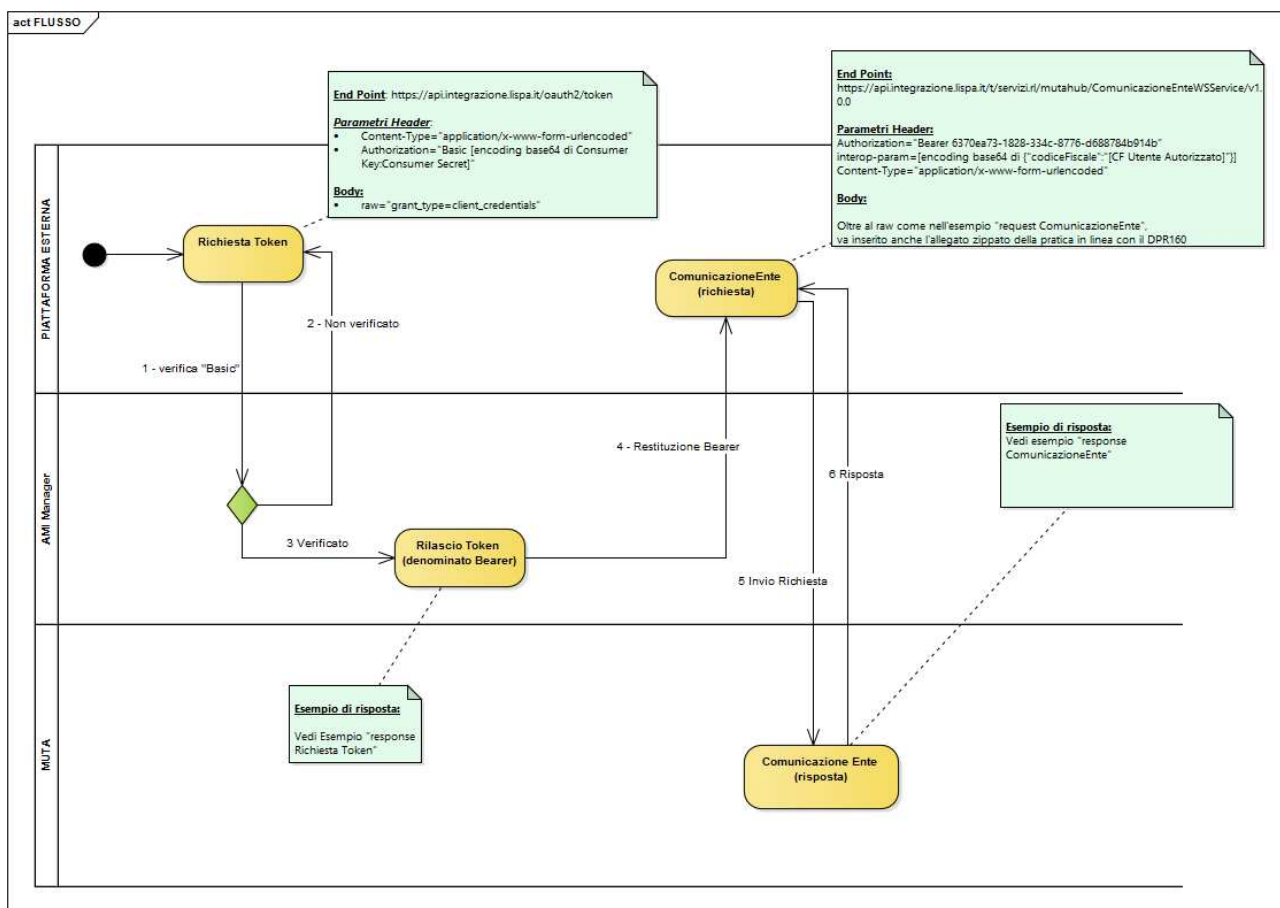 act FLUSSO
End Point: https://api.integrazione.lispa.it/oauth2/token
Parametri Header:
• Content-Type="application/x-www-form-urlencoded"
• Authorization="Basic [encoding base64 di Consumer
Key:Consumer Secret]"
Body:
• raw="grant_type=client_credentials"
End Point:
https://api.integrazione.lispa.it/t/servizi.rl/mutahub/ComunicazioneEnteWSService/v1.
0.0
Parametri Header:
Authorization="Bearer 6370ea73-1828-334c-8776-d688784b914b"
interop-param=[encoding base64 di {"codiceFiscale":"[CF Utente Autorizzato]"}]
Content-Type="application/x-www-form-urlencoded"
Body:
Oltre al raw come nell'esempio "request ComunicazioneEnte",
va inserito anche l'allegato zippato della pratica in linea con il DPR160
PIATTAFORMA ESTERNA
Richiesta Token
ComunicazioneEnte
(richiesta)
2 - Non verificato
1 - verifica "Basic"
AMI Manager
4 - Restituzione Bearer
6 Risposta
Esempio di risposta:
Vedi esempio "response
ComunicazioneEnte"
3 Verificato
Rilascio Token
(denominato Bearer)
5 Invio Richiesta
MUTA
Esempio di risposta:
Vedi Esempio "response
Richiesta Token"
Comunicazione Ente
(risposta)